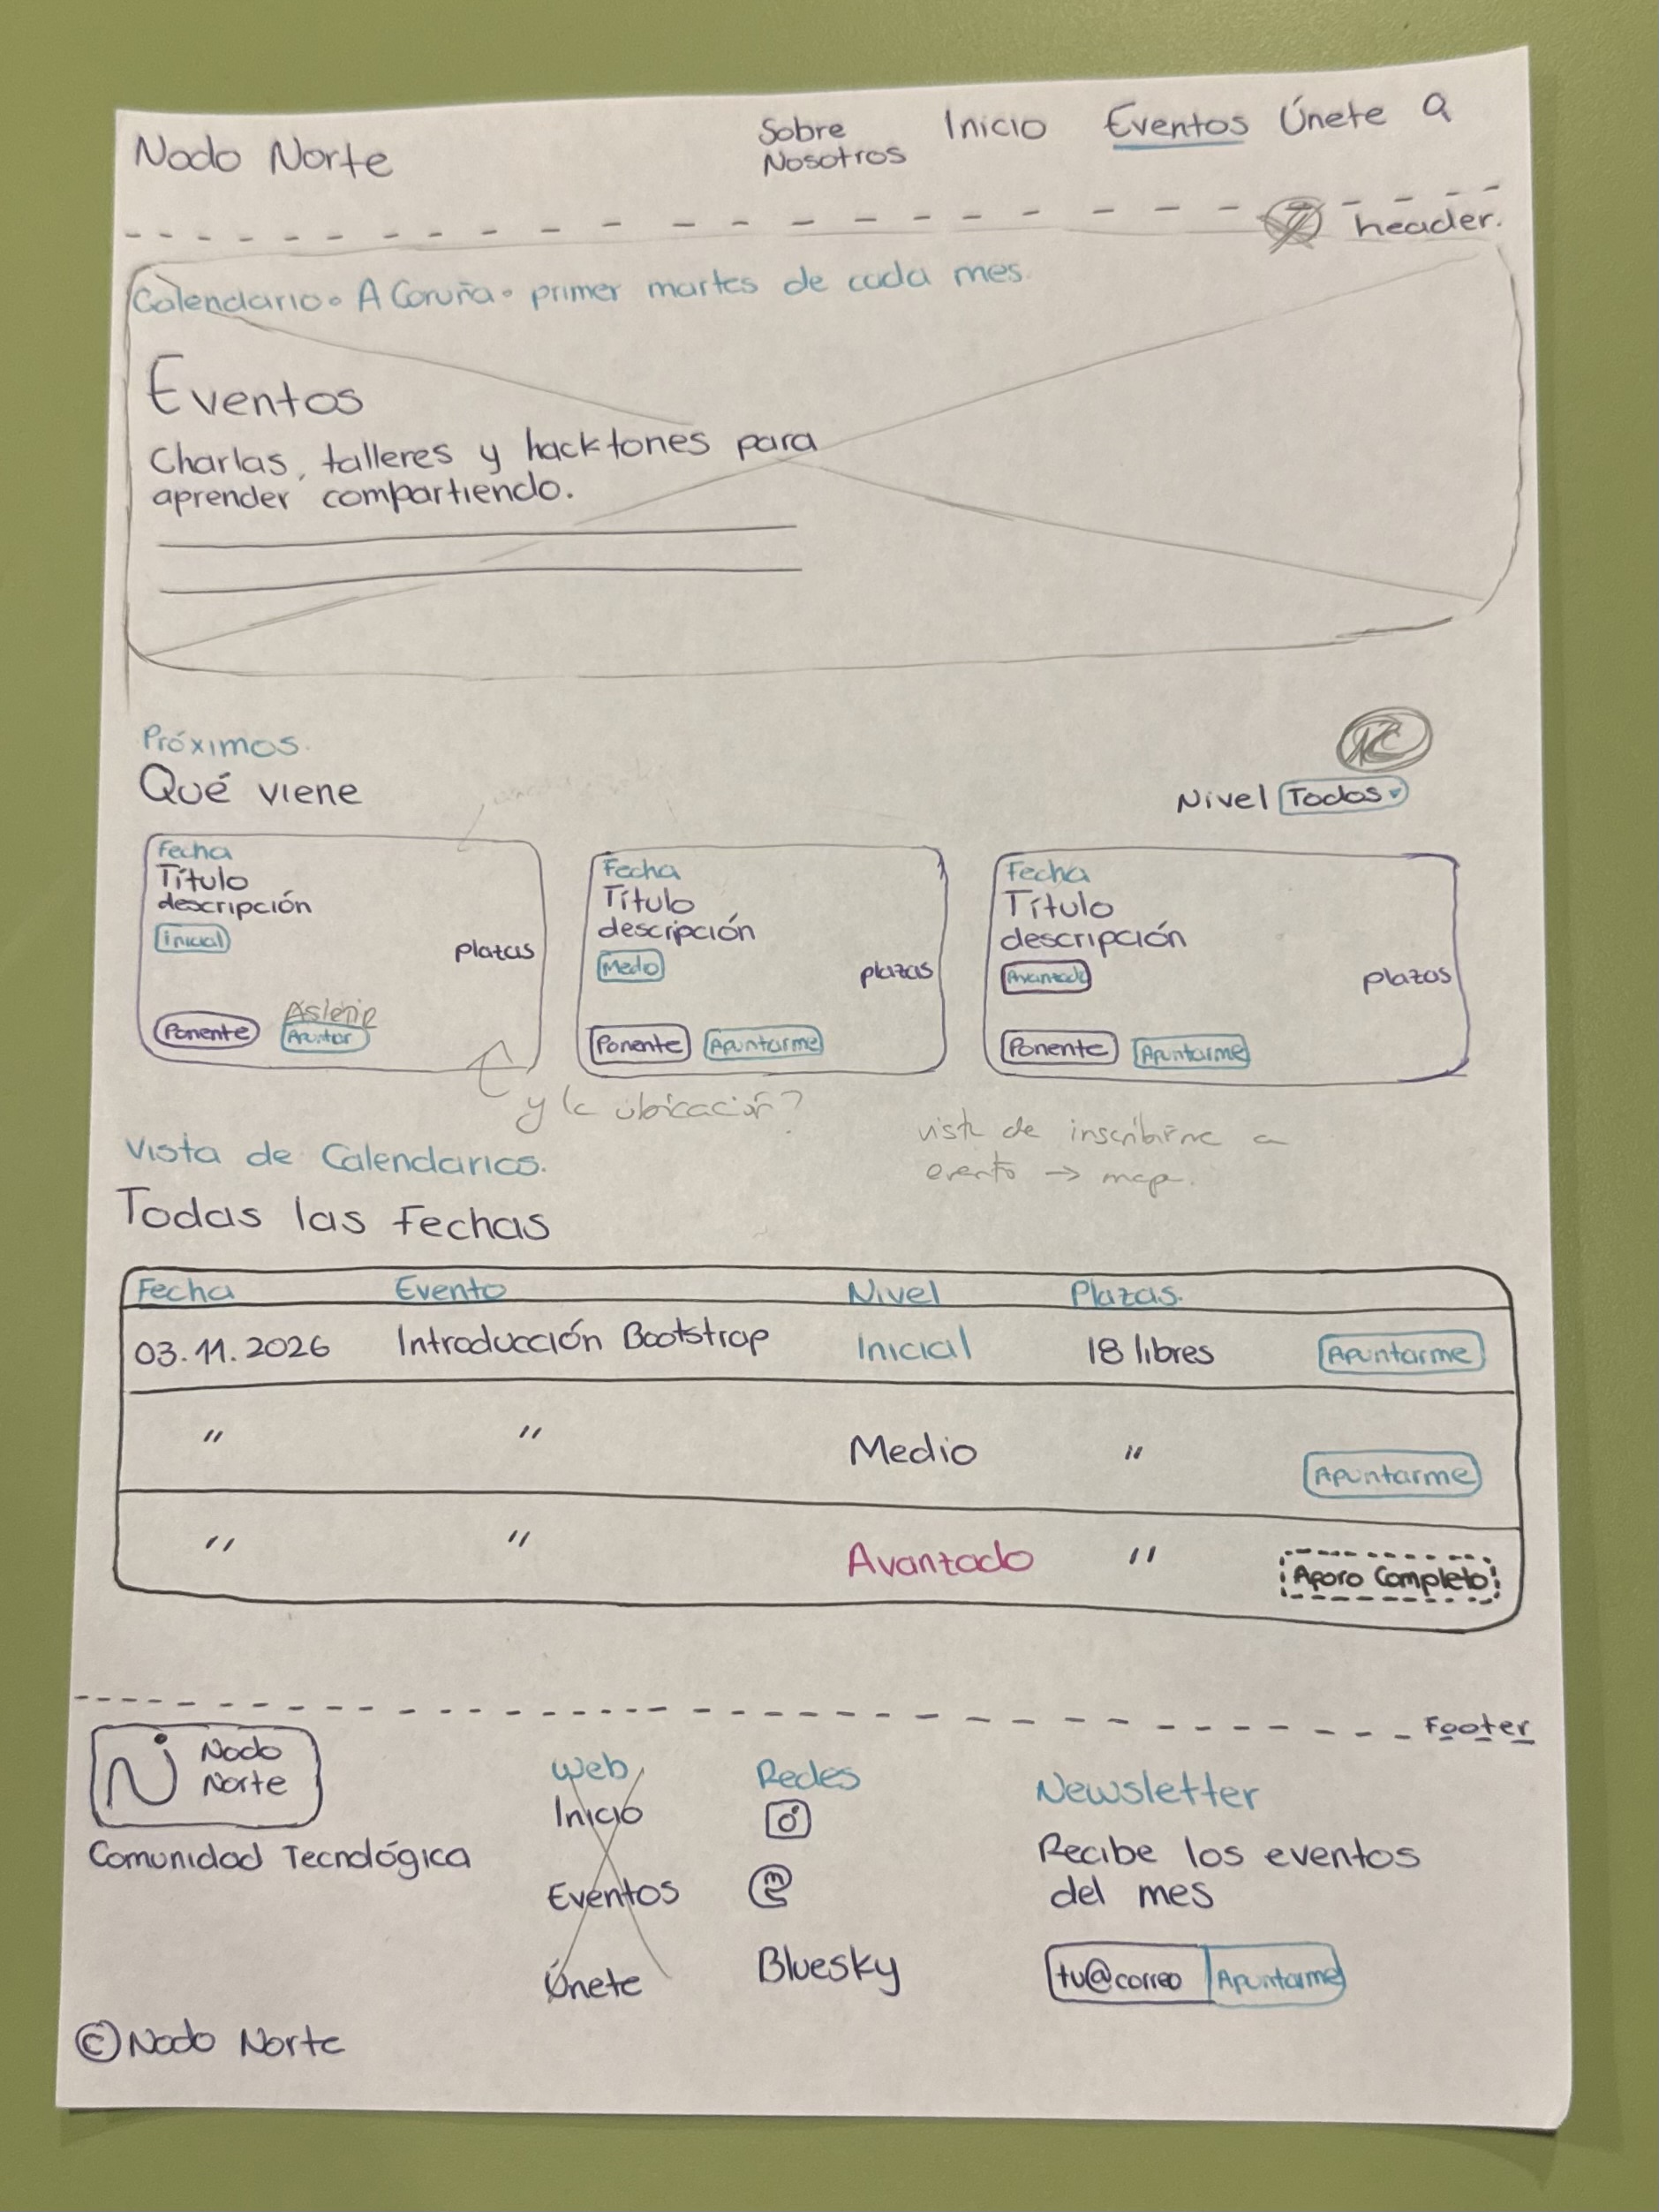 Nodo Norte
Sobre
Nosotros
Inicio
Eventos
Únete
header.
Calendario • A Coruña • primer martes de cada mes.
Eventos
Charlas, talleres y hacktones para
aprender compartiendo.
Próximos.
Qué viene
Nivel Todos
Fecha
Título
descripción
Inicial
plazas
Ponente
Asistir
Apuntar
Fecha
Título
descripción
Medio
plazas
Ponente
Apuntarme
Fecha
Título
descripción
Avanzado
plazas
Ponente
Apuntarme
y la ubicación?
vista de inscribirme a
evento → mapa.
Vista de Calendarios.
Todas las Fechas
Fecha Evento Nivel Plazas.
03.11.2026 Introducción Bootstrap Inicial 18 libres Apuntarme
" " Medio " Apuntarme
" " Avanzado " Aforo Completo
Footer
N Nodo
Norte
Comunidad Tecnológica
Web
Inicio
Eventos
Únete
Redes
Bluesky
Newsletter
Recibe los eventos
del mes
tu@correo Apuntarme
© Nodo Norte